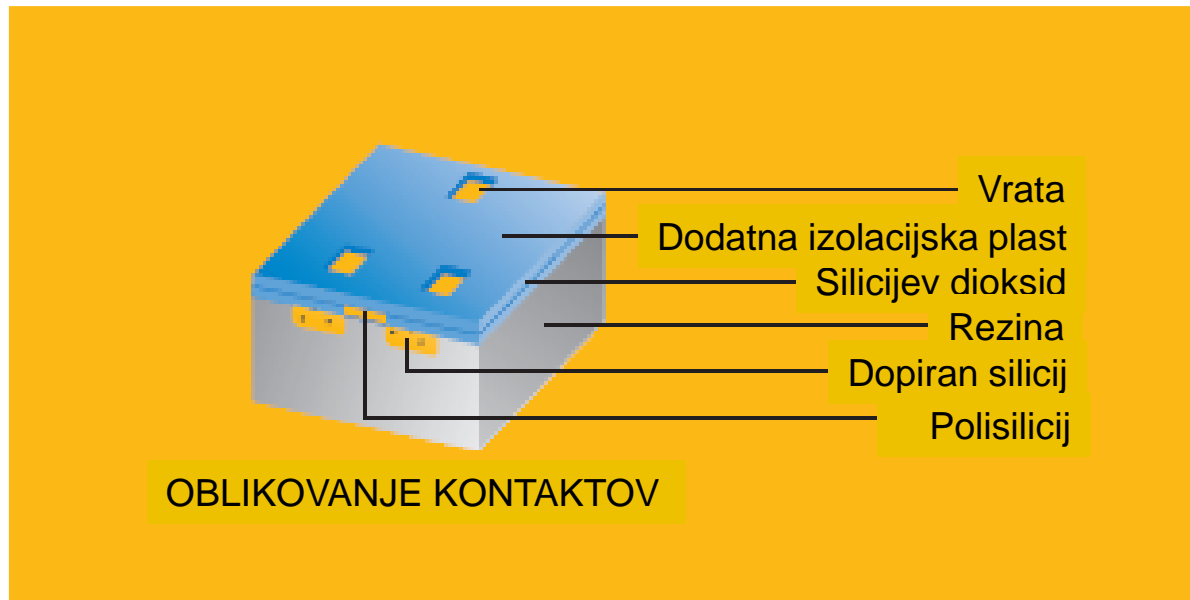 Vrata
Dodatna izolacijska plast
Silicijev dioksid
Rezina
Dopiran silicij
Polisilicij
OBLIKOVANJE KONTAKTOV